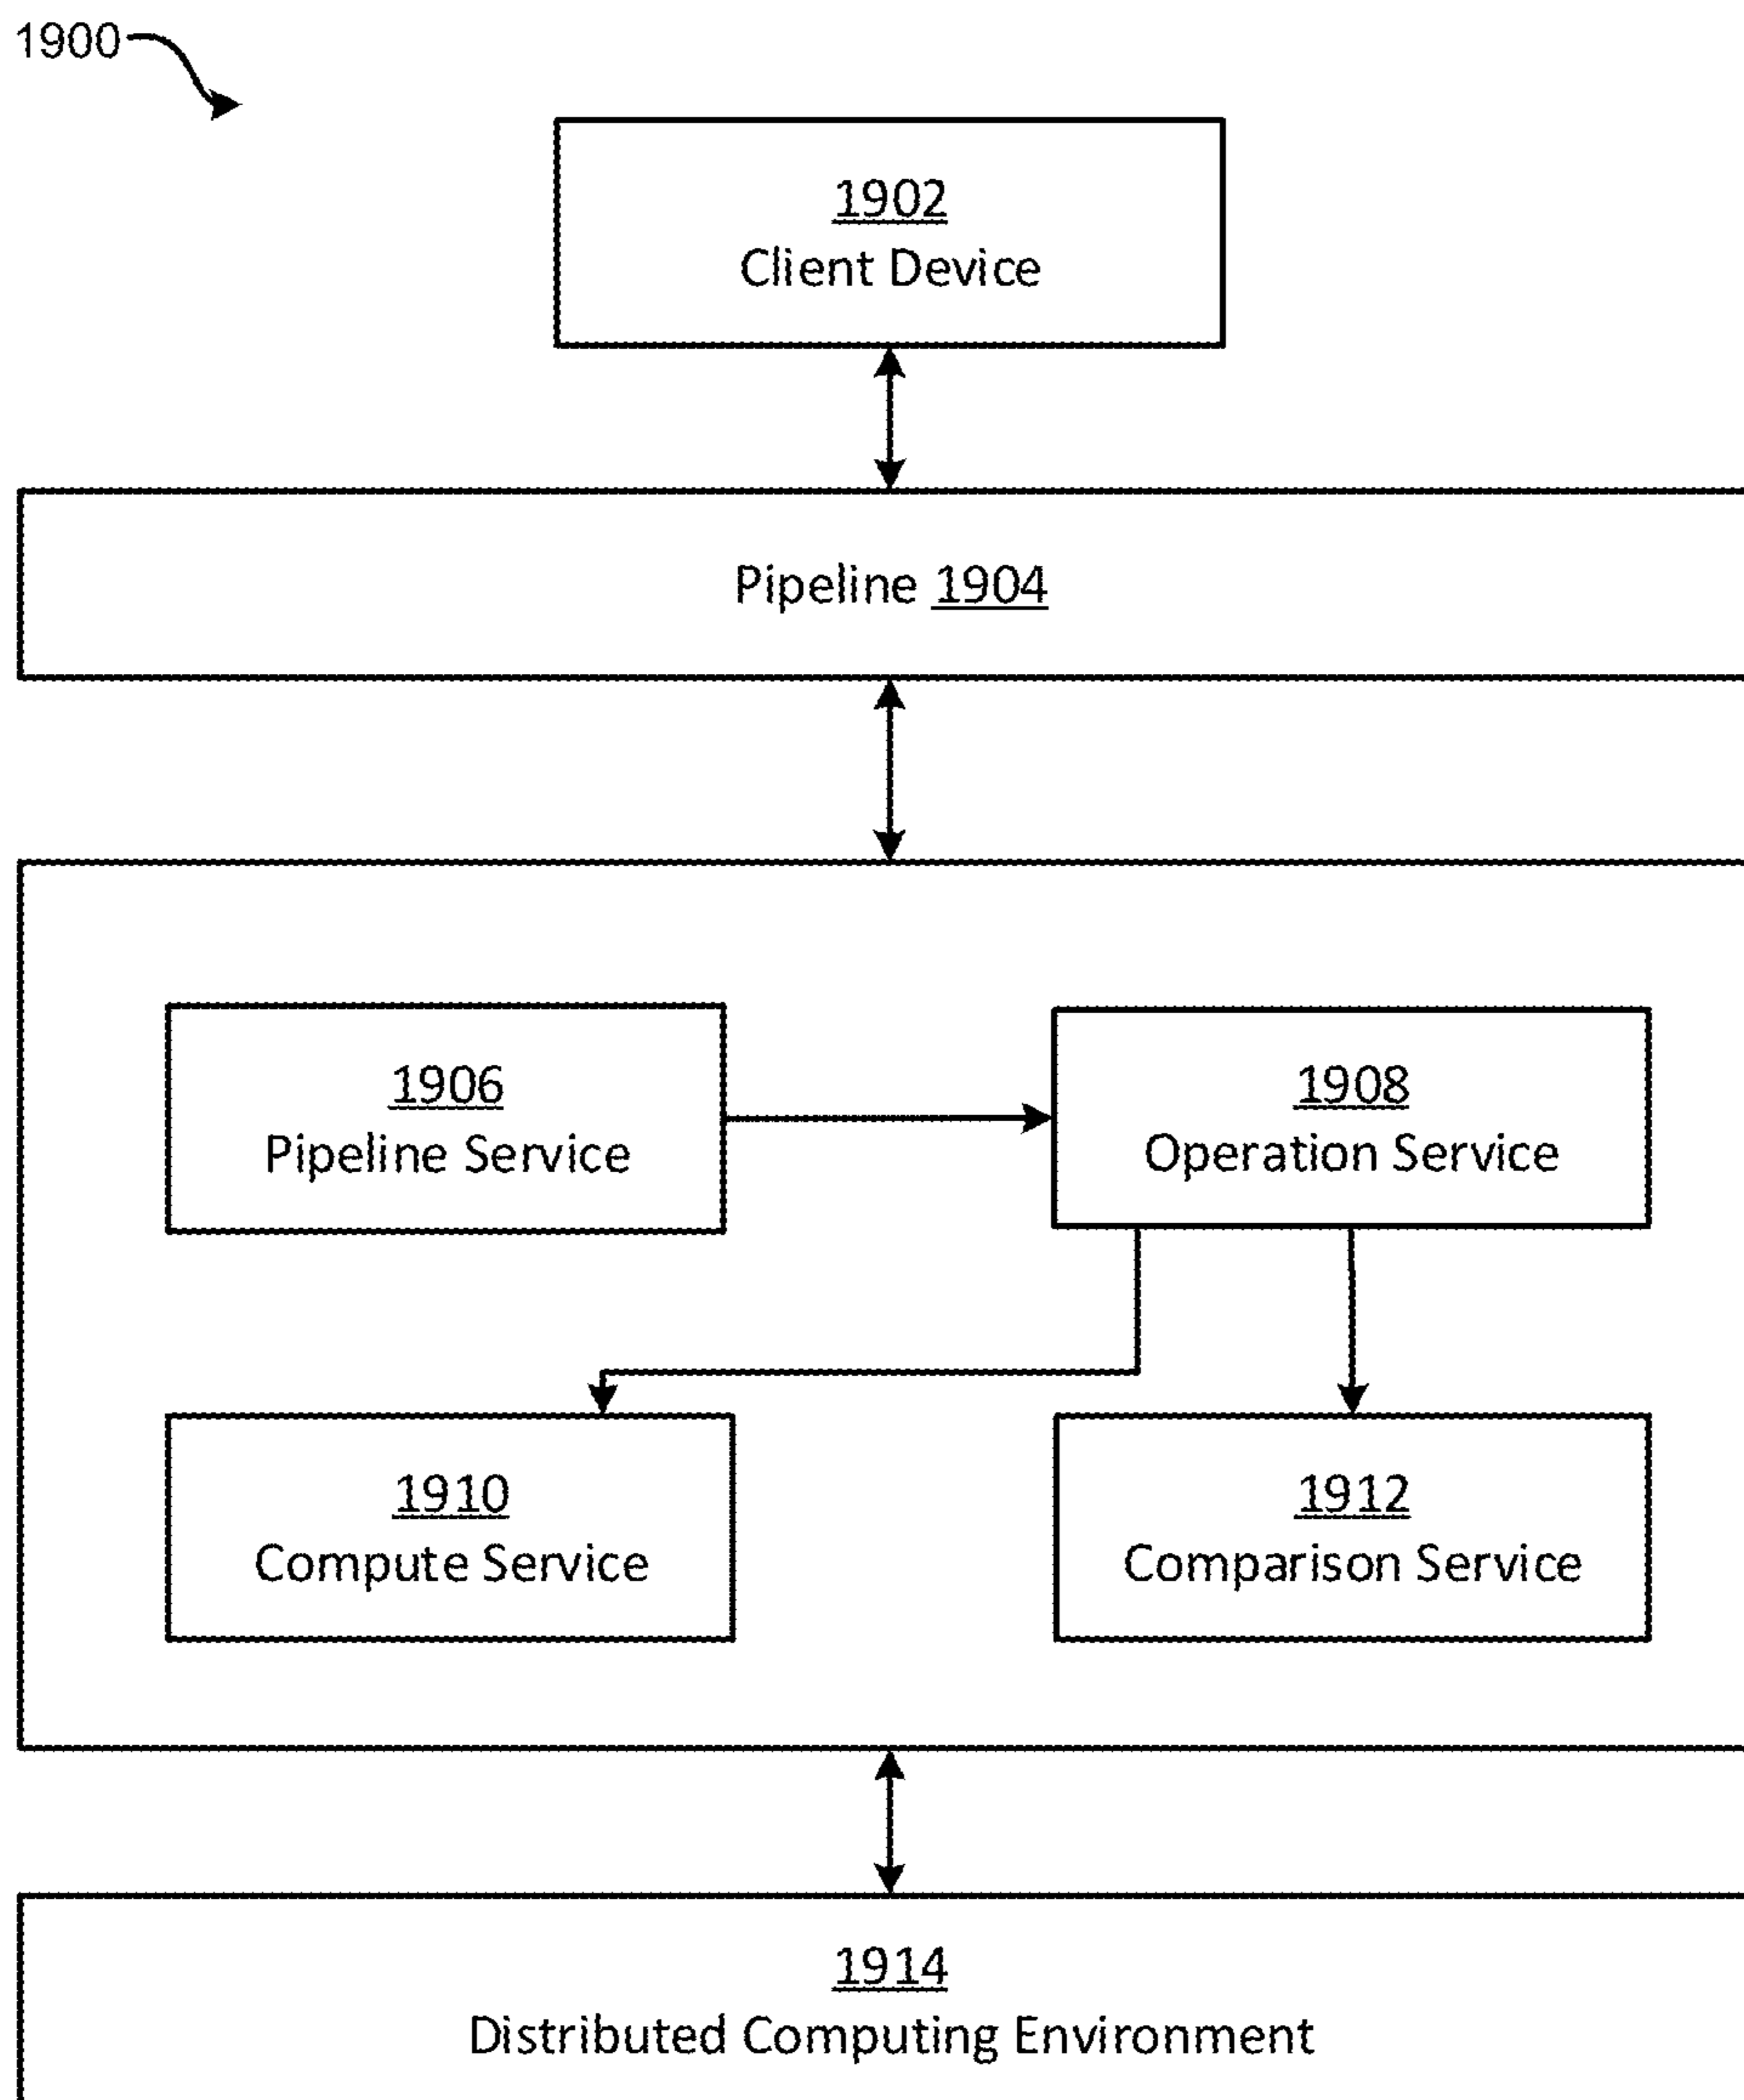 1900
1902
Client Device
Pipeline 1904
1906
Pipeline Service
1908
Operation Service
1910
Compute Service
1912
Comparison Service
1914
Distributed Computing Environment